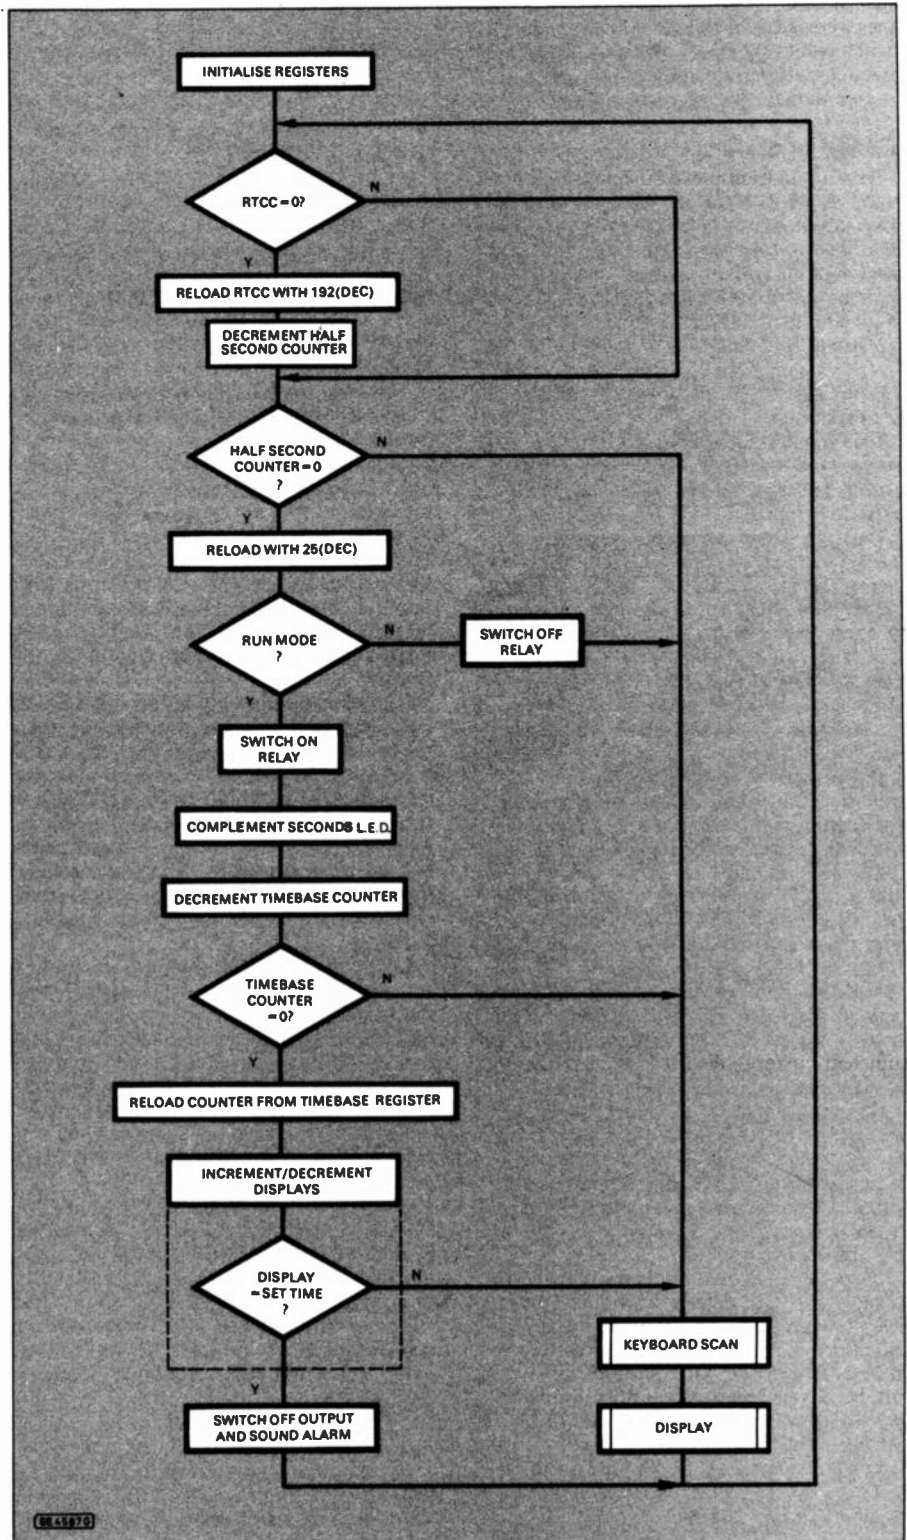 INITIALISE REGISTERS
RTCC = 0?
N
Y
RELOAD RTCC WITH 192(DEC)
DECREMENT HALF
SECOND COUNTER
HALF SECOND
COUNTER = 0
?
N
Y
RELOAD WITH 25(DEC)
RUN MODE
?
N
SWITCH OFF
RELAY
Y
SWITCH ON
RELAY
COMPLEMENT SECONDS L.E.D.
DECREMENT TIMEBASE COUNTER
TIMEBASE
COUNTER
= 0?
N
Y
RELOAD COUNTER FROM TIMEBASE REGISTER
INCREMENT/DECREMENT
DISPLAYS
DISPLAY
= SET TIME
?
N
KEYBOARD SCAN
Y
SWITCH OFF OUTPUT
AND SOUND ALARM
DISPLAY